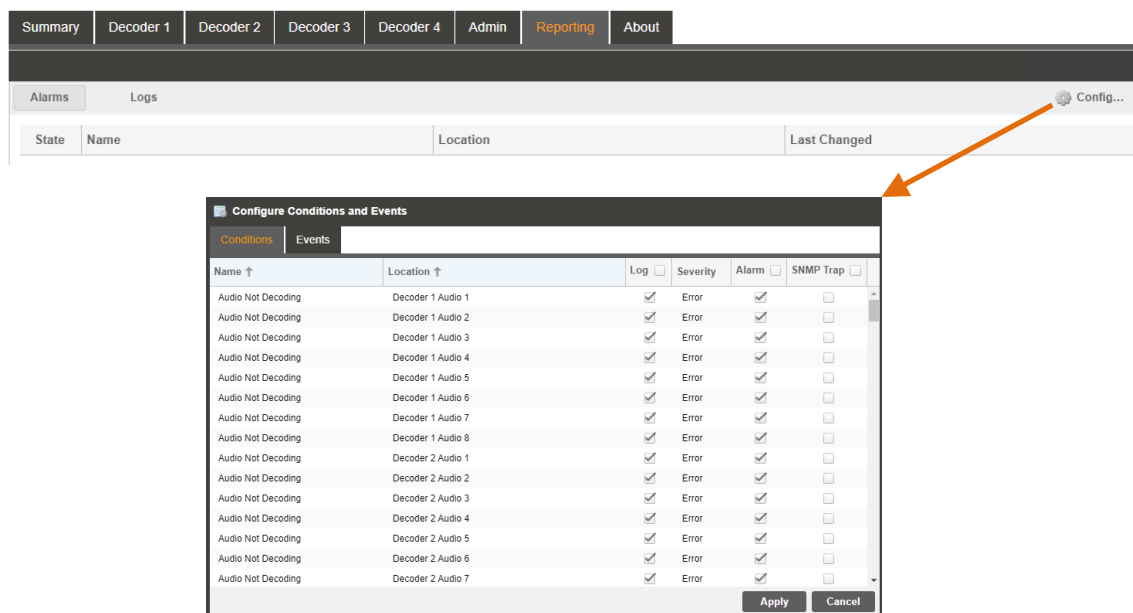 Summary Decoder 1 Decoder 2 Decoder 3 Decoder 4 Admin Reporting About
Alarms Logs Config...
State Name Location Last Changed
Configure Conditions and Events
Conditions Events
Name Location Log Severity Alarm SNMP Trap
Audio Not Decoding Decoder 1 Audio 1 Error
Audio Not Decoding Decoder 1 Audio 2 Error
Audio Not Decoding Decoder 1 Audio 3 Error
Audio Not Decoding Decoder 1 Audio 4 Error
Audio Not Decoding Decoder 1 Audio 5 Error
Audio Not Decoding Decoder 1 Audio 6 Error
Audio Not Decoding Decoder 1 Audio 7 Error
Audio Not Decoding Decoder 1 Audio 8 Error
Audio Not Decoding Decoder 2 Audio 1 Error
Audio Not Decoding Decoder 2 Audio 2 Error
Audio Not Decoding Decoder 2 Audio 3 Error
Audio Not Decoding Decoder 2 Audio 4 Error
Audio Not Decoding Decoder 2 Audio 5 Error
Audio Not Decoding Decoder 2 Audio 6 Error
Audio Not Decoding Decoder 2 Audio 7 Error
Apply Cancel